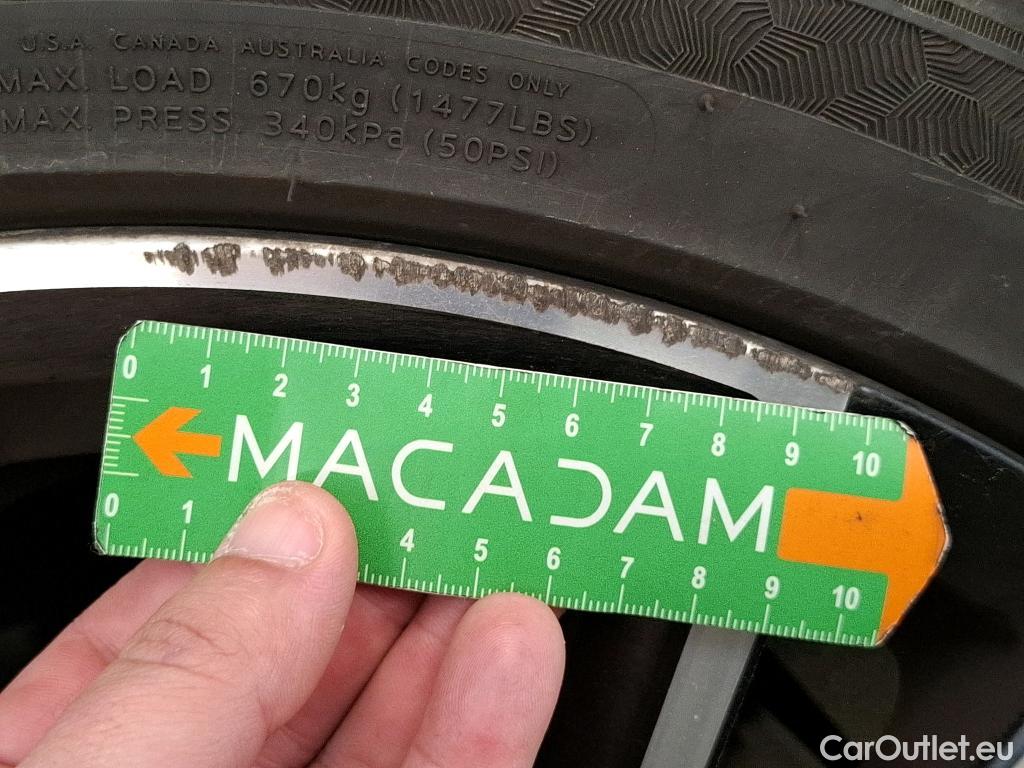 U.S.A. CANADA AUSTRALIA CODES ONLY
MAX. LOAD 670kg (1477LBS)
MAX. PRESS. 340kPa (50PSI)
0 1 2 3 4 5 6 7 8 9 10
MACADAM
0 1 4 5 6 7 8 9 10
CarOutlet.eu